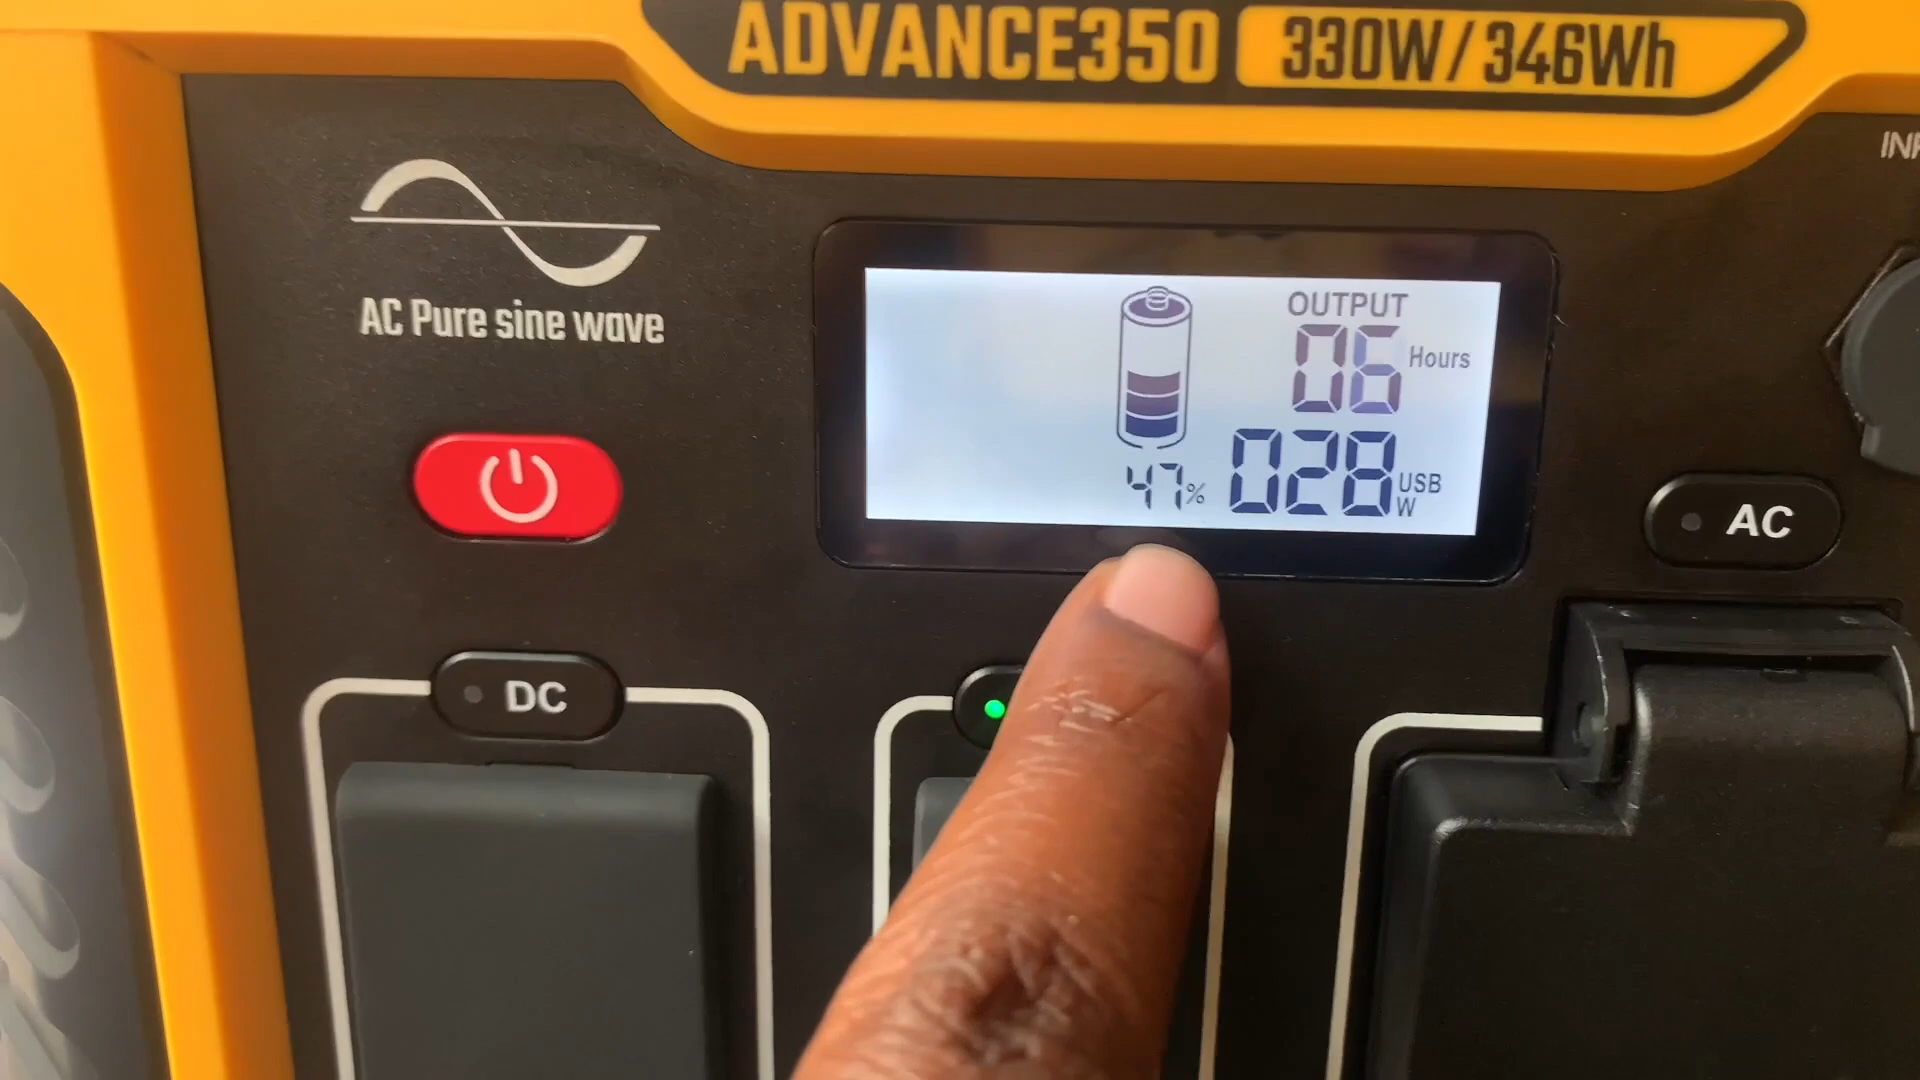 ADVANCE350 330W/346Wh
AC Pure sine wave
OUTPUT
06 Hours
47% 028 USB
W
AC
DC